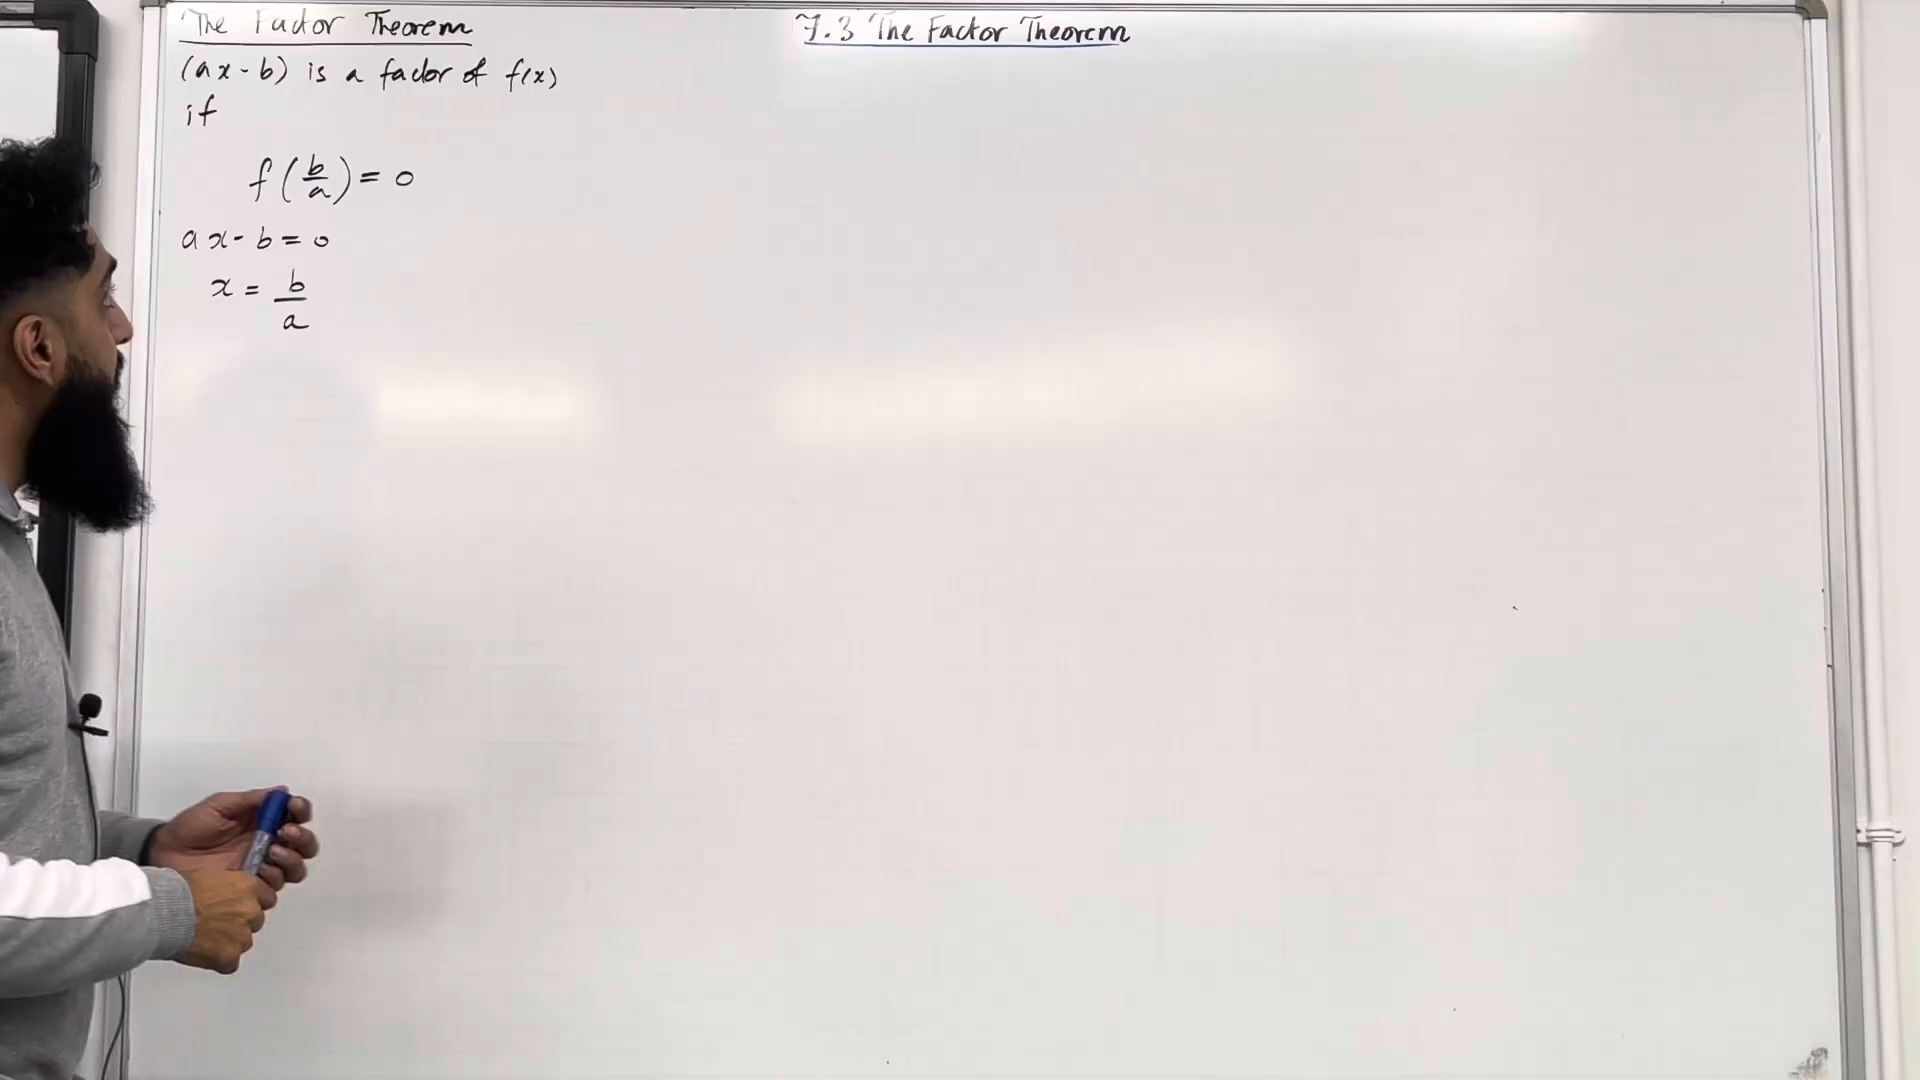 The Factor Theorem
7.3 The Factor Theorem
(ax - b) is a factor of f(x)
if
f(b/a) = 0
ax - b = 0
x = b/a